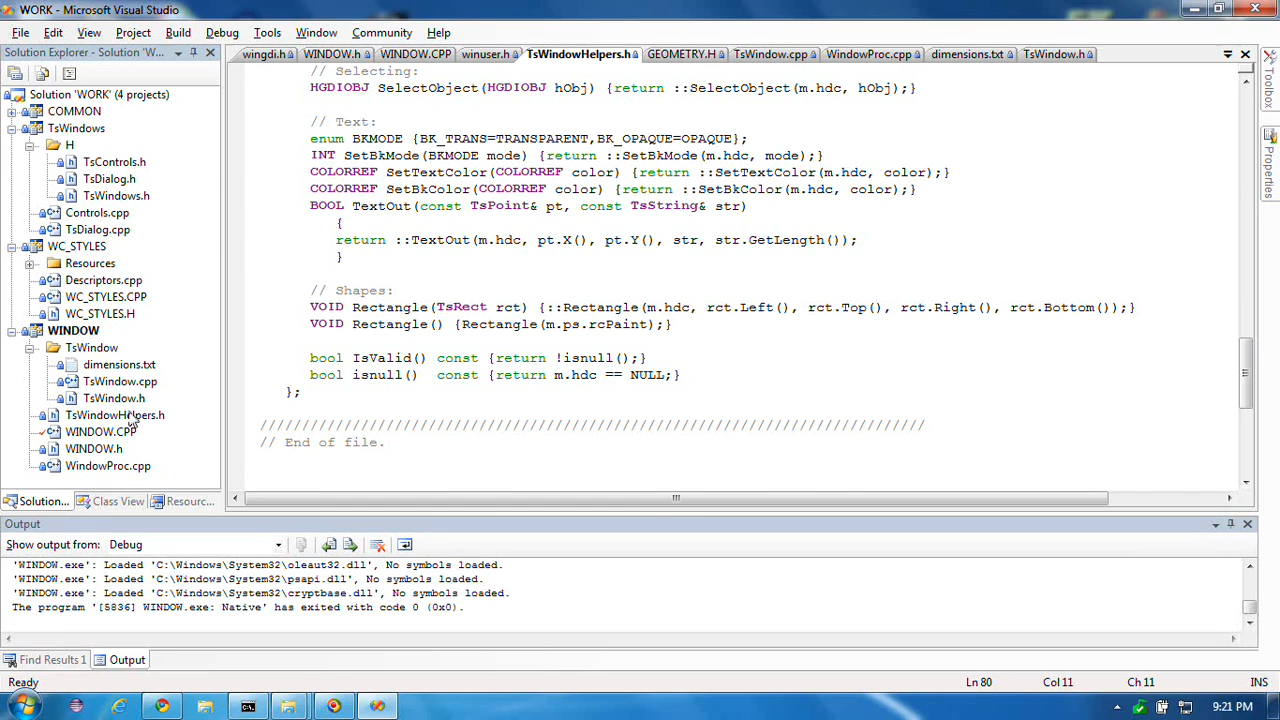 WORK - Microsoft Visual Studio
File Edit View Project Build Debug Tools Window Community Help
Solution Explorer - Solution 'W...
wingdi.h WINDOW.h WINDOW.CPP winuser.h TsWindowHelpers.h GEOMETRY.H TsWindow.cpp WindowProc.cpp dimensions.txt TsWindow.h
Solution 'WORK' (4 projects)
COMMON
TsWindows
H
TsControls.h
TsDialog.h
TsWindows.h
Controls.cpp
TsDialog.cpp
WC_STYLES
Resources
Descriptors.cpp
WC_STYLES.CPP
WC_STYLES.H
WINDOW
TsWindow
dimensions.txt
TsWindow.cpp
TsWindow.h
TsWindowHelpers.h
WINDOW.CPP
WINDOW.h
WindowProc.cpp
Solution... Class View Resourc...
// Selecting:
HGDIOBJ SelectObject(HGDIOBJ hObj) {return ::SelectObject(m.hdc, hObj);}
// Text:
enum BKMODE {BK_TRANS=TRANSPARENT,BK_OPAQUE=OPAQUE};
INT SetBkMode(BKMODE mode) {return ::SetBkMode(m.hdc, mode);}
COLORREF SetTextColor(COLORREF color) {return ::SetTextColor(m.hdc, color);}
COLORREF SetBkColor(COLORREF color) {return ::SetBkColor(m.hdc, color);}
BOOL TextOut(const TsPoint& pt, const TsString& str)
{
return ::TextOut(m.hdc, pt.X(), pt.Y(), str, str.GetLength());
}
// Shapes:
VOID Rectangle(TsRect rct) {::Rectangle(m.hdc, rct.Left(), rct.Top(), rct.Right(), rct.Bottom());}
VOID Rectangle() {Rectangle(m.ps.rcPaint);}
bool IsValid() const {return !isnull();}
bool isnull() const {return m.hdc == NULL;}
};
///////////////////////////////////////////////////////////////////////////////
// End of file.
Toolbox
Properties
Output
Show output from: Debug
'WINDOW.exe': Loaded 'C:\Windows\System32\oleaut32.dll', No symbols loaded.
'WINDOW.exe': Loaded 'C:\Windows\System32\psapi.dll', No symbols loaded.
'WINDOW.exe': Loaded 'C:\Windows\System32\cryptbase.dll', No symbols loaded.
The program '[5836] WINDOW.exe: Native' has exited with code 0 (0x0).
Find Results 1 Output
Ready Ln 80 Col 11 Ch 11 INS
9:21 PM